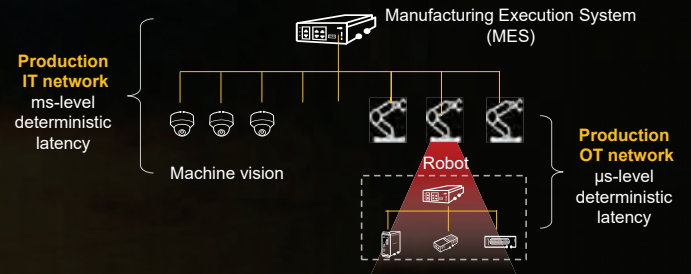 Manufacturing Execution System
(MES)
Production
IT network
ms-level
deterministic
latency
Machine vision
Robot
Production
OT network
μs-level
deterministic
latency